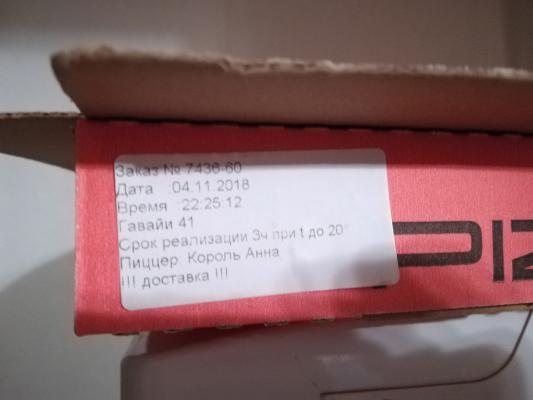 Заказ № 7436-60
Дата :04.11.2018
Время :22:25:12
Гавайи 41
Срок реализации 3ч при t до 20°
Пиццер: Король Анна
!!! доставка !!!
PIZ